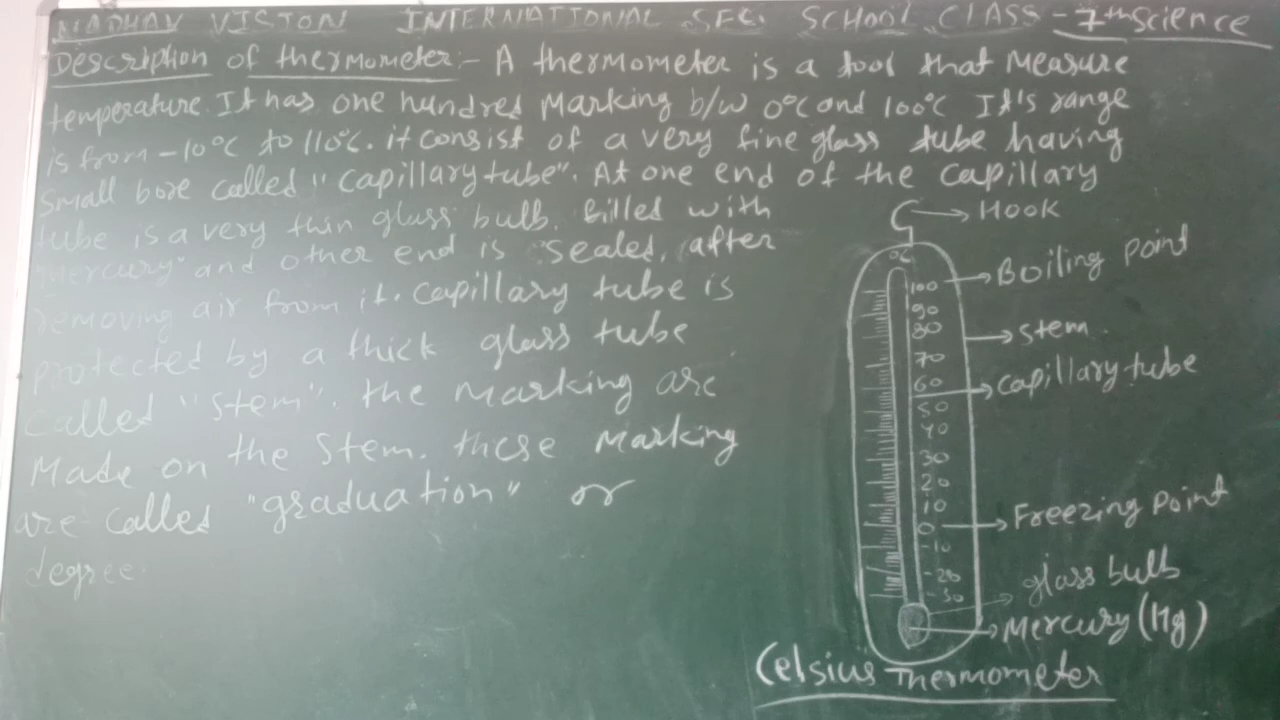 MADHAV VISION INTERNATIONAL SEC. SCHOOL CLASS - 7th Science
Description of thermometer:- A thermometer is a tool that Measure
temperature. It has one hundred Marking b/w 0°C and 100°C It's range
is from -10°C to 110°C. it consist of a very fine glass tube having
Small bore called "capillary tube". At one end of the capillary
tube is a very thin glass bulb. filled with
"Mercury" and other end is sealed, after
removing air from it. capillary tube is
protected by a thick glass tube
called "stem". the marking are
Made on the stem. these marking
are called "graduation" or
degree
Hook
°C
100 Boiling point
90
80 stem
70
60 capillary tube
50
40
30
20
10
0 Freezing point
-10
-20
-30
glass bulb
Mercury (Hg)
Celsius Thermometer